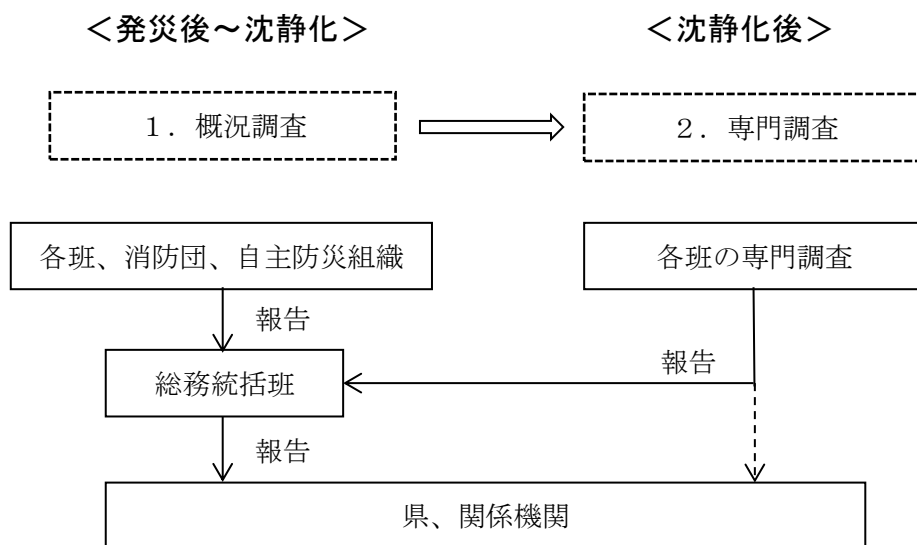 ＜発災後～沈静化＞
＜沈静化後＞
１．概況調査
２．専門調査
各班、消防団、自主防災組織
各班の専門調査
報告
報告
総務統括班
報告
県、関係機関